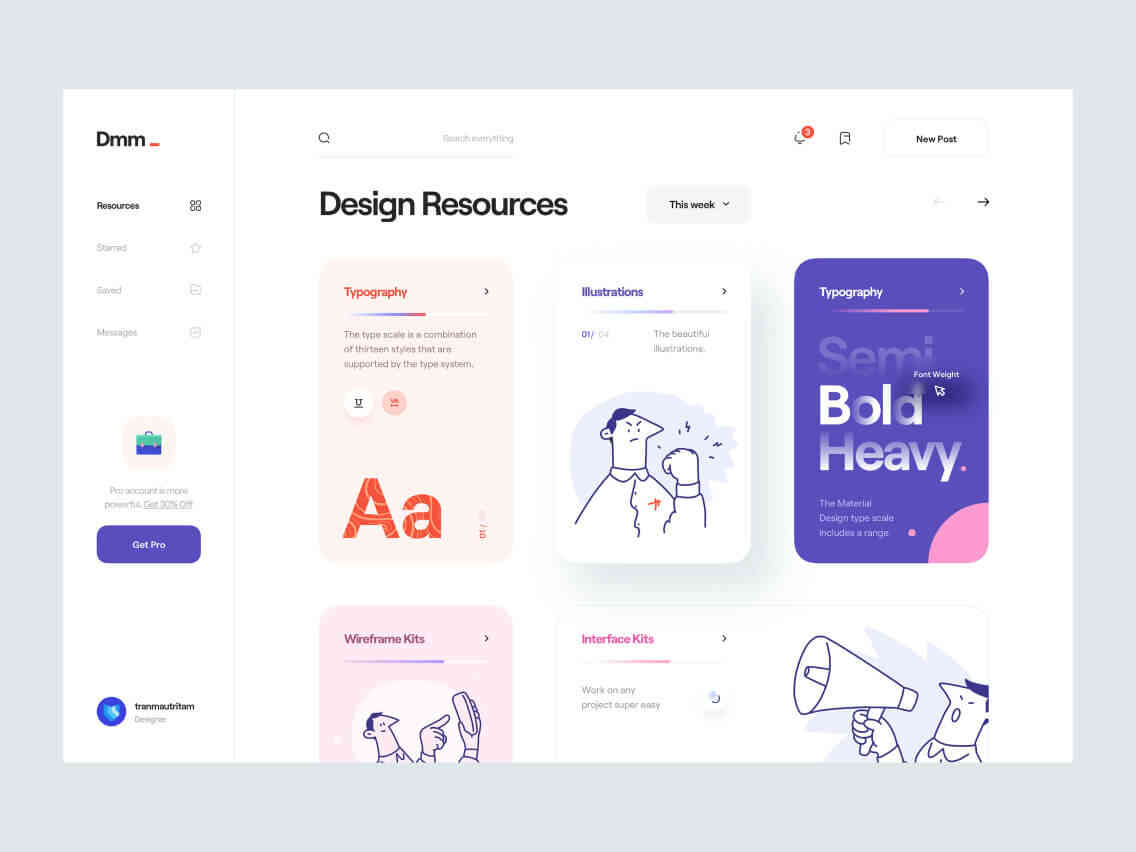 Dmm
Search everything
3
New Post
Resources
Starred
Saved
Messages
Pro account is more
powerful. Get 30% Off
Get Pro
tranmautritam
Designer
Design Resources
This week
Typography
The type scale is a combination
of thirteen styles that are
supported by the type system.
U
VA
Aa
01/
Illustrations
01/ 04
The beautiful
illustrations.
Typography
Semi
Font Weight
Bold
Heavy.
The Material
Design type scale
includes a range.
Wireframe Kits
Interface Kits
Work on any
project super easy